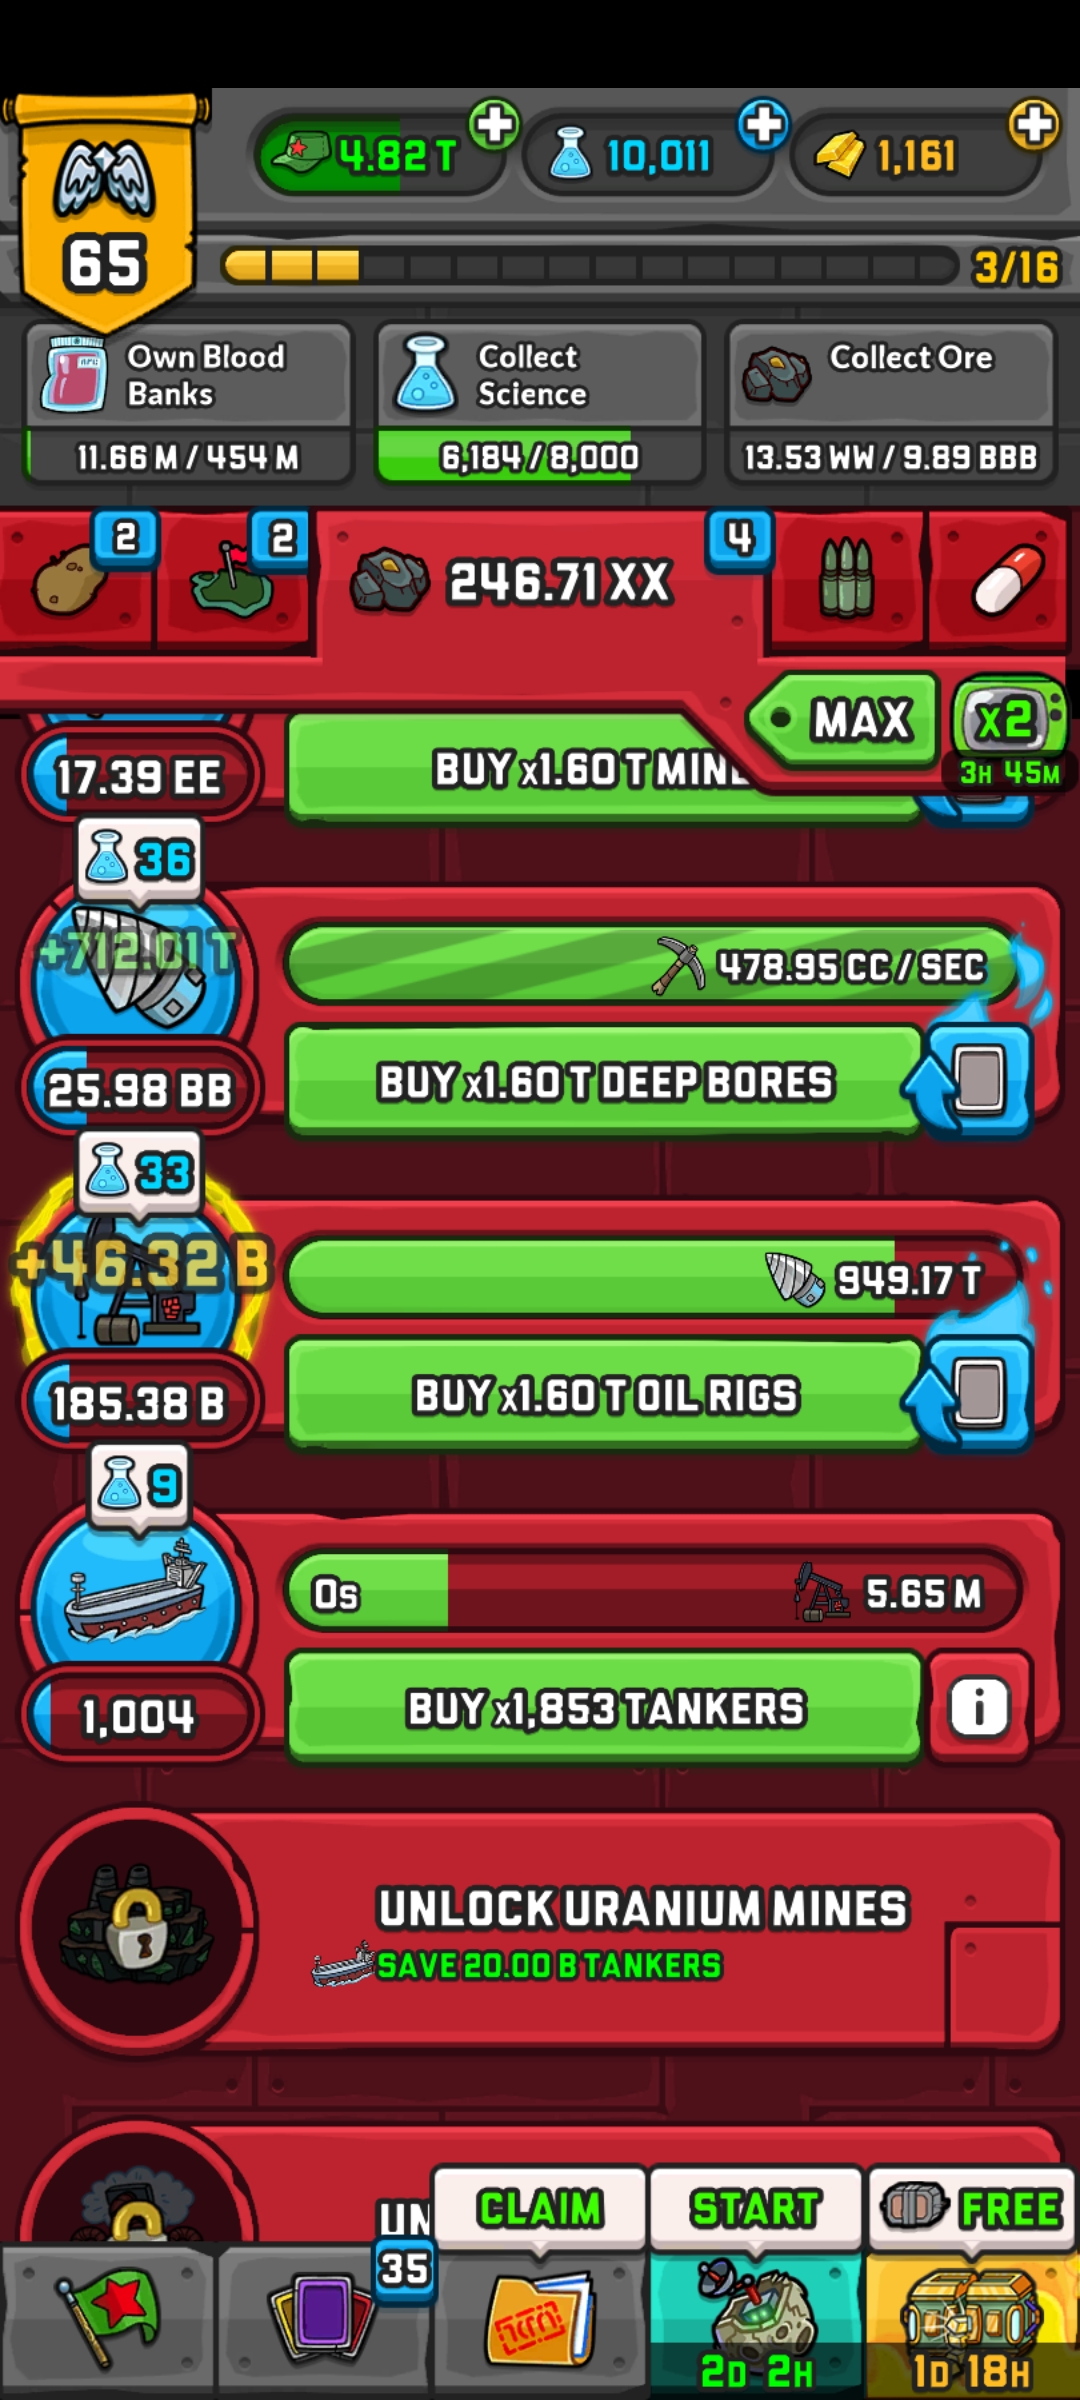 4.82 T
10,011
1,161
65
3/16
Own Blood
Banks
11.66 M / 454 M
Collect
Science
6,184 / 8,000
Collect Ore
13.53 WW / 9.89 BBB
2
2
246.71 XX
4
MAX
x2
3H 45M
17.39 EE
BUY x1.60 T MINE
36
+712.01 T
478.95 CC / SEC
25.98 BB
BUY x1.60 T DEEP BORES
33
+46.32 B
949.17 T
185.38 B
BUY x1.60 T OIL RIGS
9
0s
5.65 M
1,004
BUY x1,853 TANKERS
i
UNLOCK URANIUM MINES
SAVE 20.00 B TANKERS
UN
CLAIM
START
FREE
35
2D 2H
1D 18H